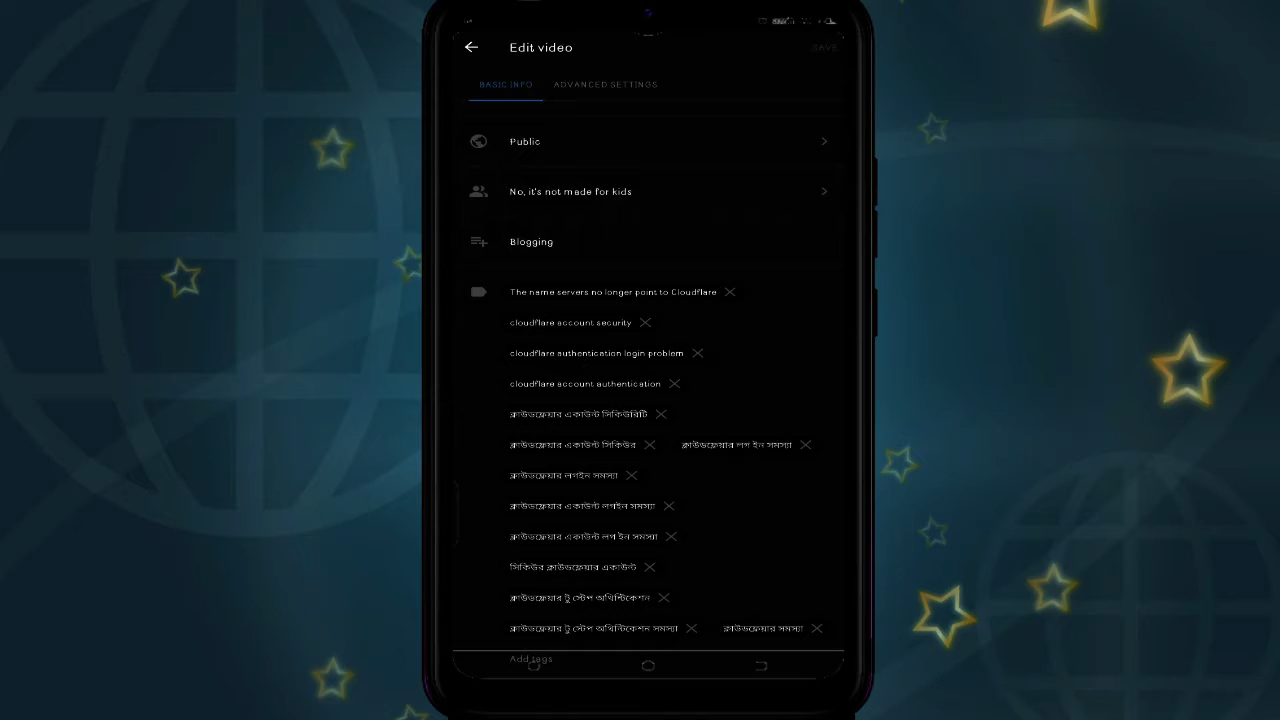 Edit video
SAVE
BASIC INFO ADVANCED SETTINGS
Public
No, it's not made for kids
Blogging
The name servers no longer point to Cloudflare
cloudflare account security
cloudflare authentication login problem
cloudflare account authentication
ক্লাউডফ্লেয়ার একাউন্ট সিকিউরিটি
ক্লাউডফ্লেয়ার একাউন্ট সিকিউর ক্লাউডফ্লেয়ার লগ ইন সমস্যা
ক্লাউডফ্লেয়ার লগইন সমস্যা
ক্লাউডফ্লেয়ার একাউন্ট লগইন সমস্যা
ক্লাউডফ্লেয়ার একাউন্ট লগ ইন সমস্যা
সিকিউর ক্লাউডফ্লেয়ার একাউন্ট
ক্লাউডফ্লেয়ার টু স্টেপ অথিন্টিকেশন
ক্লাউডফ্লেয়ার টু স্টেপ অথিন্টিকেশন সমস্যা ক্লাউডফ্লেয়ার সমস্যা
Add tags